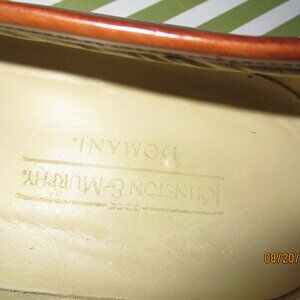 JOHNSTON & MURPHY.
DOMANI.
08/20/